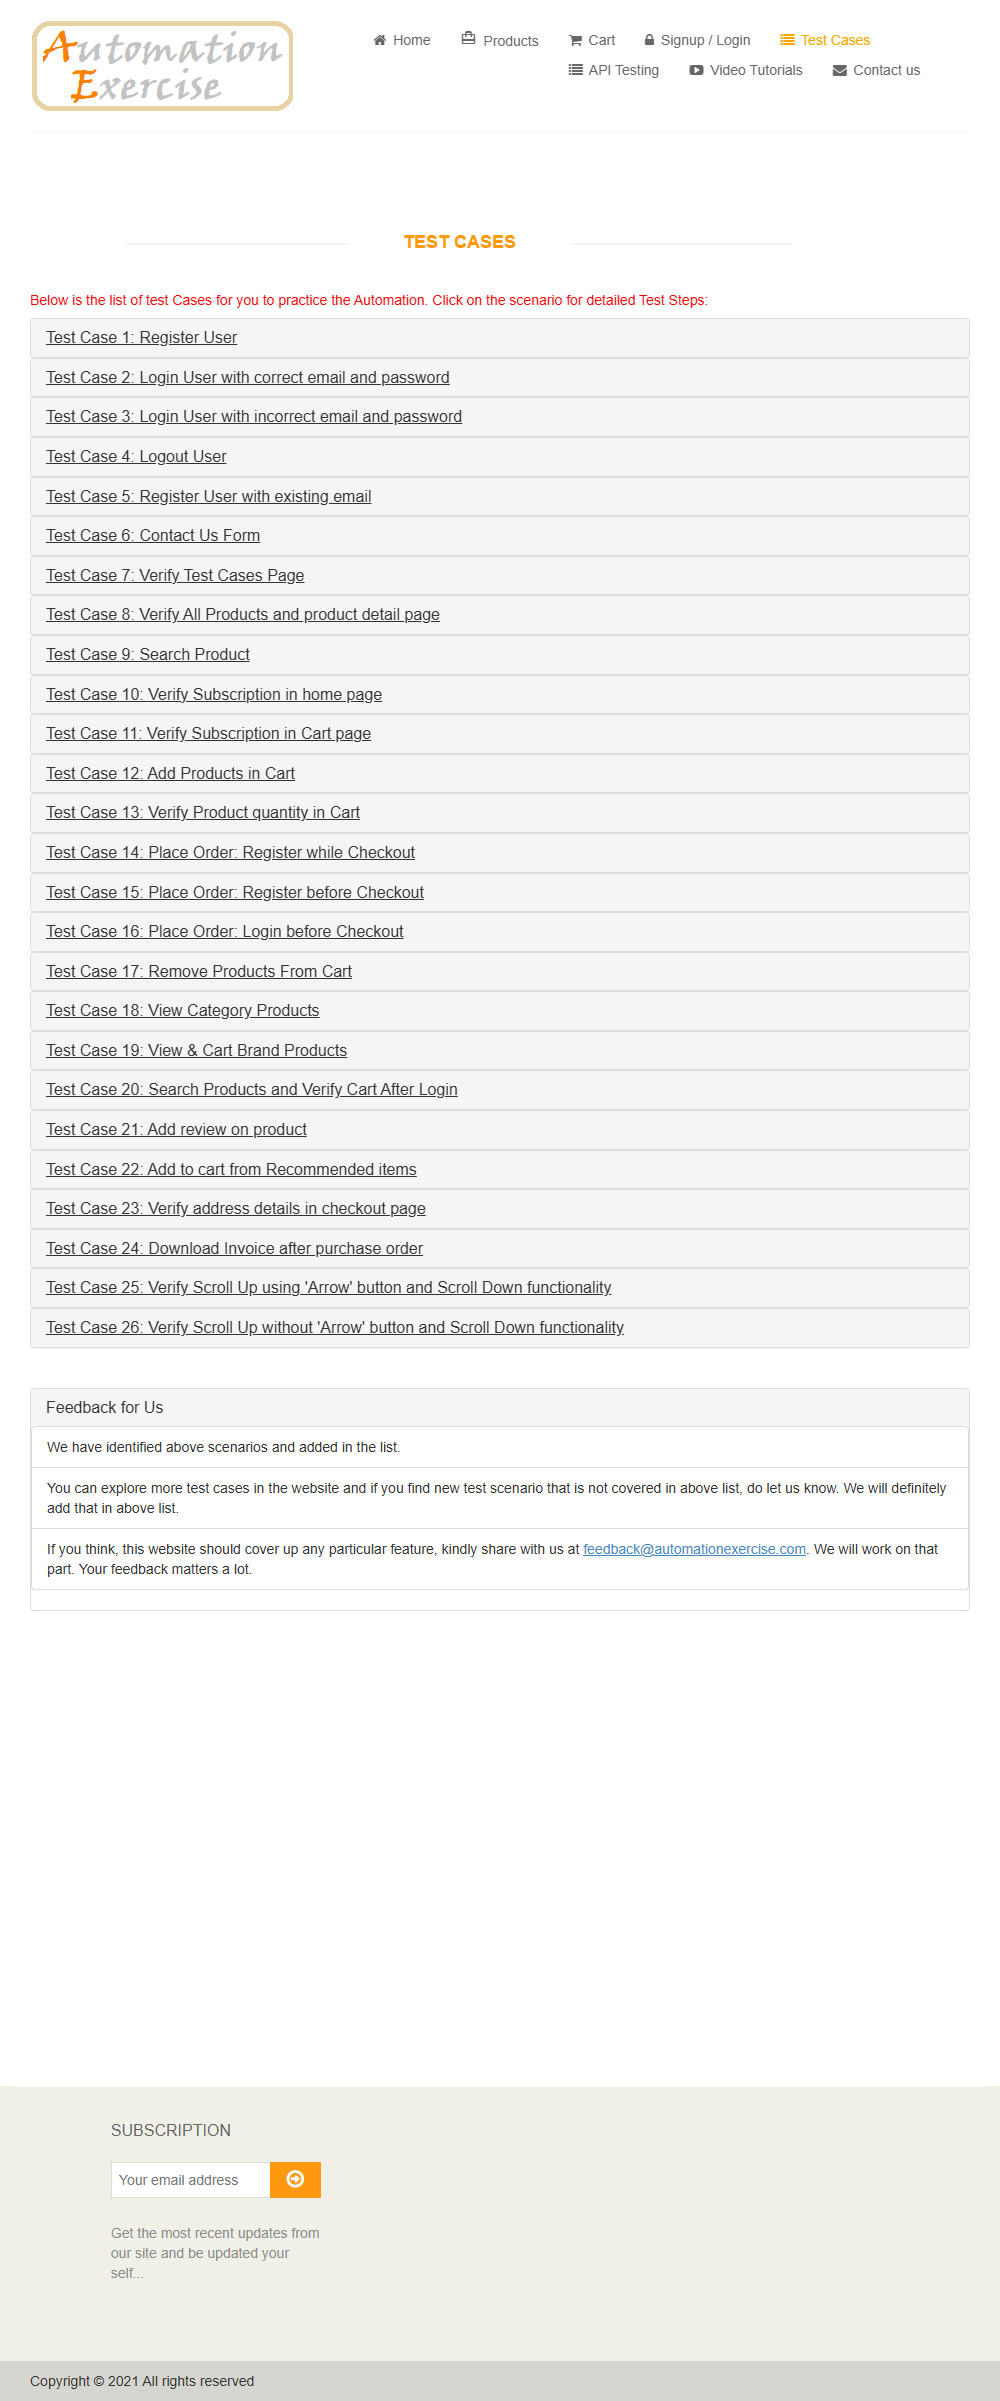 Automation
Exercise
Home
Products
Cart
Signup / Login
Test Cases
API Testing
Video Tutorials
Contact us
TEST CASES
Below is the list of test Cases for you to practice the Automation. Click on the scenario for detailed Test Steps:
Test Case 1: Register User
Test Case 2: Login User with correct email and password
Test Case 3: Login User with incorrect email and password
Test Case 4: Logout User
Test Case 5: Register User with existing email
Test Case 6: Contact Us Form
Test Case 7: Verify Test Cases Page
Test Case 8: Verify All Products and product detail page
Test Case 9: Search Product
Test Case 10: Verify Subscription in home page
Test Case 11: Verify Subscription in Cart page
Test Case 12: Add Products in Cart
Test Case 13: Verify Product quantity in Cart
Test Case 14: Place Order: Register while Checkout
Test Case 15: Place Order: Register before Checkout
Test Case 16: Place Order: Login before Checkout
Test Case 17: Remove Products From Cart
Test Case 18: View Category Products
Test Case 19: View & Cart Brand Products
Test Case 20: Search Products and Verify Cart After Login
Test Case 21: Add review on product
Test Case 22: Add to cart from Recommended items
Test Case 23: Verify address details in checkout page
Test Case 24: Download Invoice after purchase order
Test Case 25: Verify Scroll Up using 'Arrow' button and Scroll Down functionality
Test Case 26: Verify Scroll Up without 'Arrow' button and Scroll Down functionality
Feedback for Us
We have identified above scenarios and added in the list.
You can explore more test cases in the website and if you find new test scenario that is not covered in above list, do let us know. We will definitely
add that in above list.
If you think, this website should cover up any particular feature, kindly share with us at feedback@automationexercise.com. We will work on that
part. Your feedback matters a lot.
SUBSCRIPTION
Your email address
Get the most recent updates from
our site and be updated your
self...
Copyright © 2021 All rights reserved